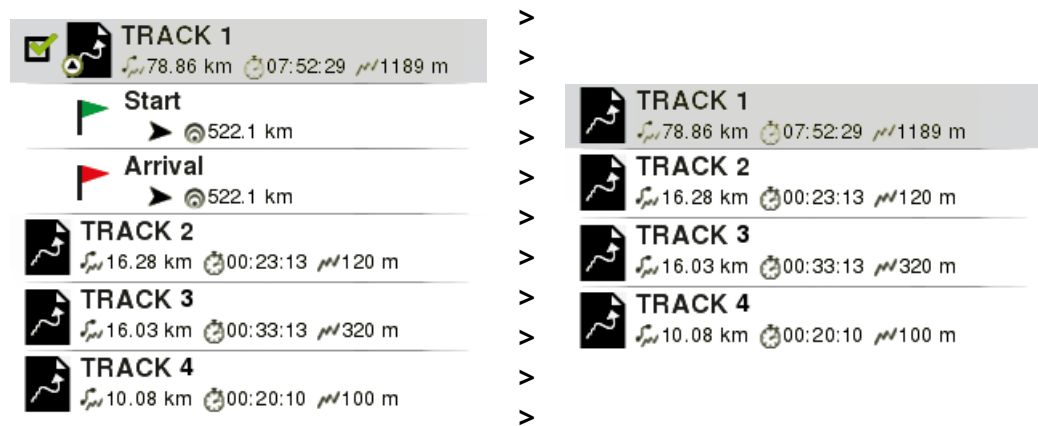 TRACK 1
78.86 km 07:52:29 1189 m
Start
522.1 km
Arrival
522.1 km
TRACK 2
16.28 km 00:23:13 120 m
TRACK 3
16.03 km 00:33:13 320 m
TRACK 4
10.08 km 00:20:10 100 m
>
>
>
>
>
>
>
>
>
>
>
TRACK 1
78.86 km 07:52:29 1189 m
TRACK 2
16.28 km 00:23:13 120 m
TRACK 3
16.03 km 00:33:13 320 m
TRACK 4
10.08 km 00:20:10 100 m